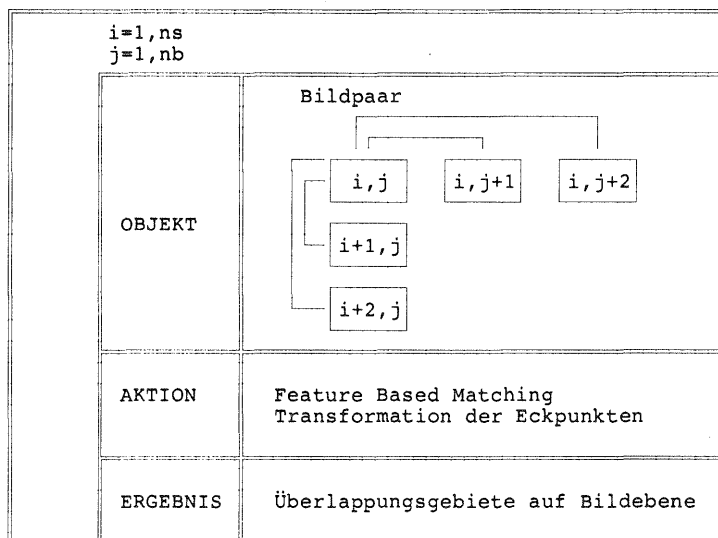 i=1,ns
j=1,nb
Bildpaar
i,j i,j+1 i,j+2
OBJEKT
i+1,j
i+2,j
AKTION Feature Based Matching
Transformation der Eckpunkten
ERGEBNIS Überlappungsgebiete auf Bildebene